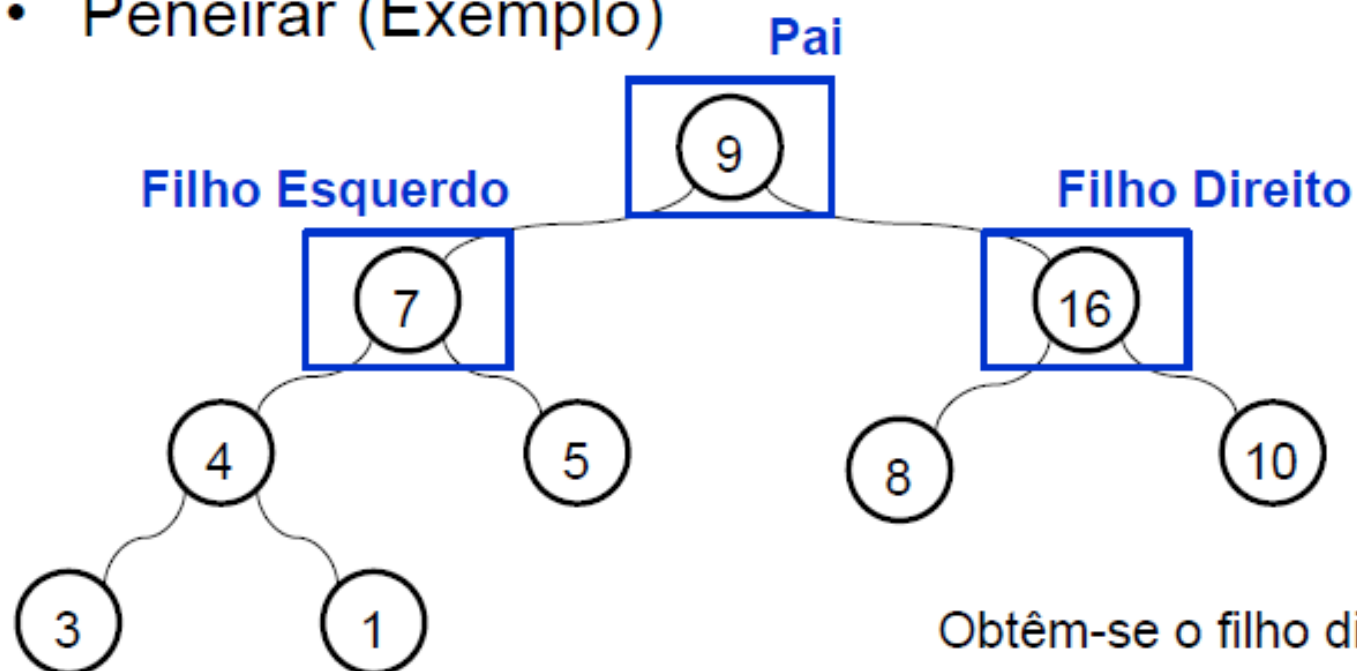 • Peneirar (Exemplo)
Pai
9
Filho Esquerdo
Filho Direito
7
16
4
5
8
10
3
1
Obtêm-se o filho